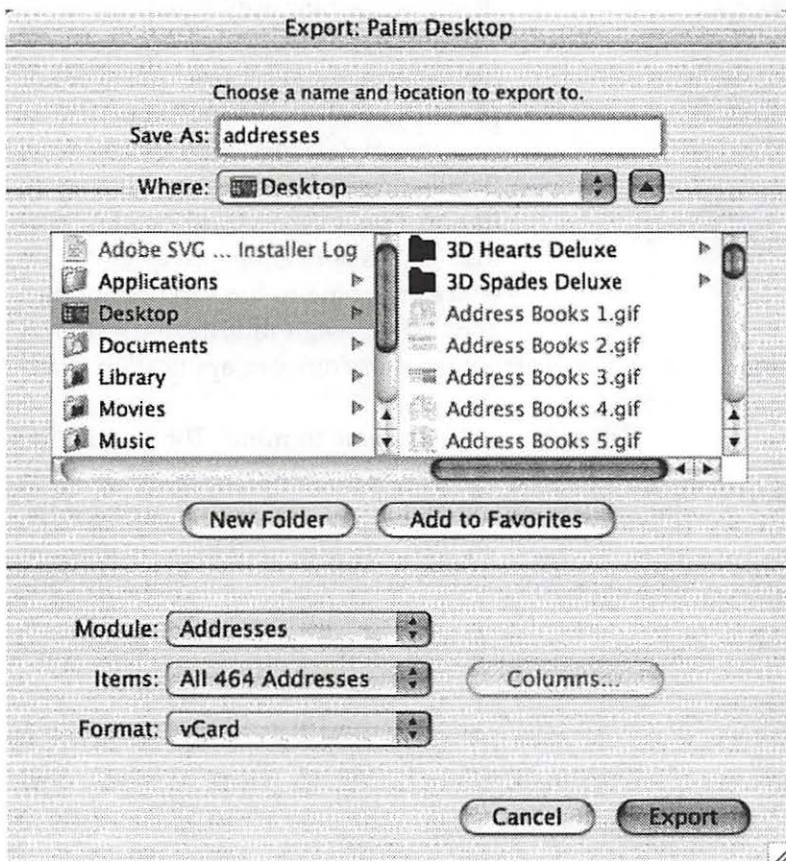 Export: Palm Desktop
Choose a name and location to export to.
Save As: addresses
Where: Desktop
Adobe SVG ... Installer Log
Applications
Desktop
Documents
Library
Movies
Music
3D Hearts Deluxe
3D Spades Deluxe
Address Books 1.gif
Address Books 2.gif
Address Books 3.gif
Address Books 4.gif
Address Books 5.gif
New Folder
Add to Favorites
Module: Addresses
Items: All 464 Addresses
Columns...
Format: vCard
Cancel
Export